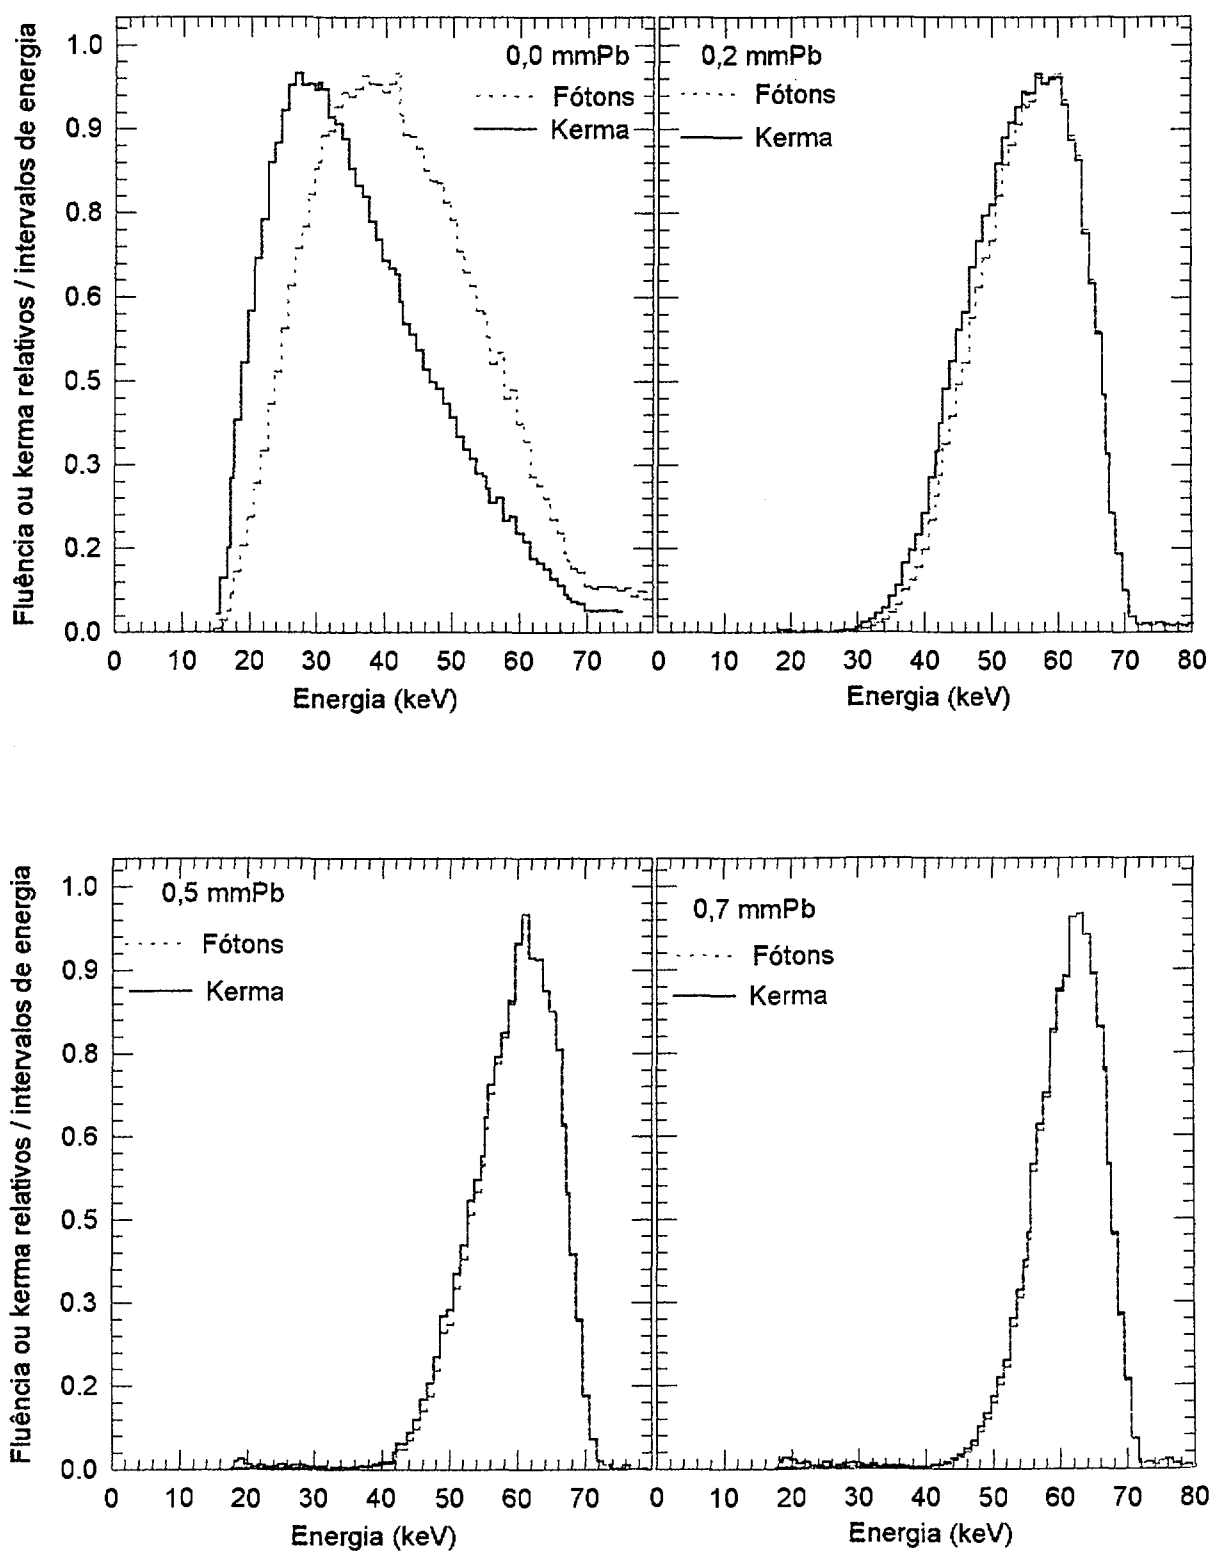 Fluência ou kerma relativos / intervalos de energia
1.0
0.9
0.8
0.6
0.5
0.3
0.2
0.0
0,0 mmPb
Fótons
Kerma
0 10 20 30 40 50 60 70
Energia (keV)
0,2 mmPb
Fótons
Kerma
0 10 20 30 40 50 60 70 80
Energia (keV)
Fluência ou kerma relativos / intervalos de energia
1.0
0.9
0.8
0.6
0.5
0.3
0.2
0.0
0,5 mmPb
Fótons
Kerma
0 10 20 30 40 50 60 70
Energia (keV)
0,7 mmPb
Fótons
Kerma
0 10 20 30 40 50 60 70 80
Energia (keV)